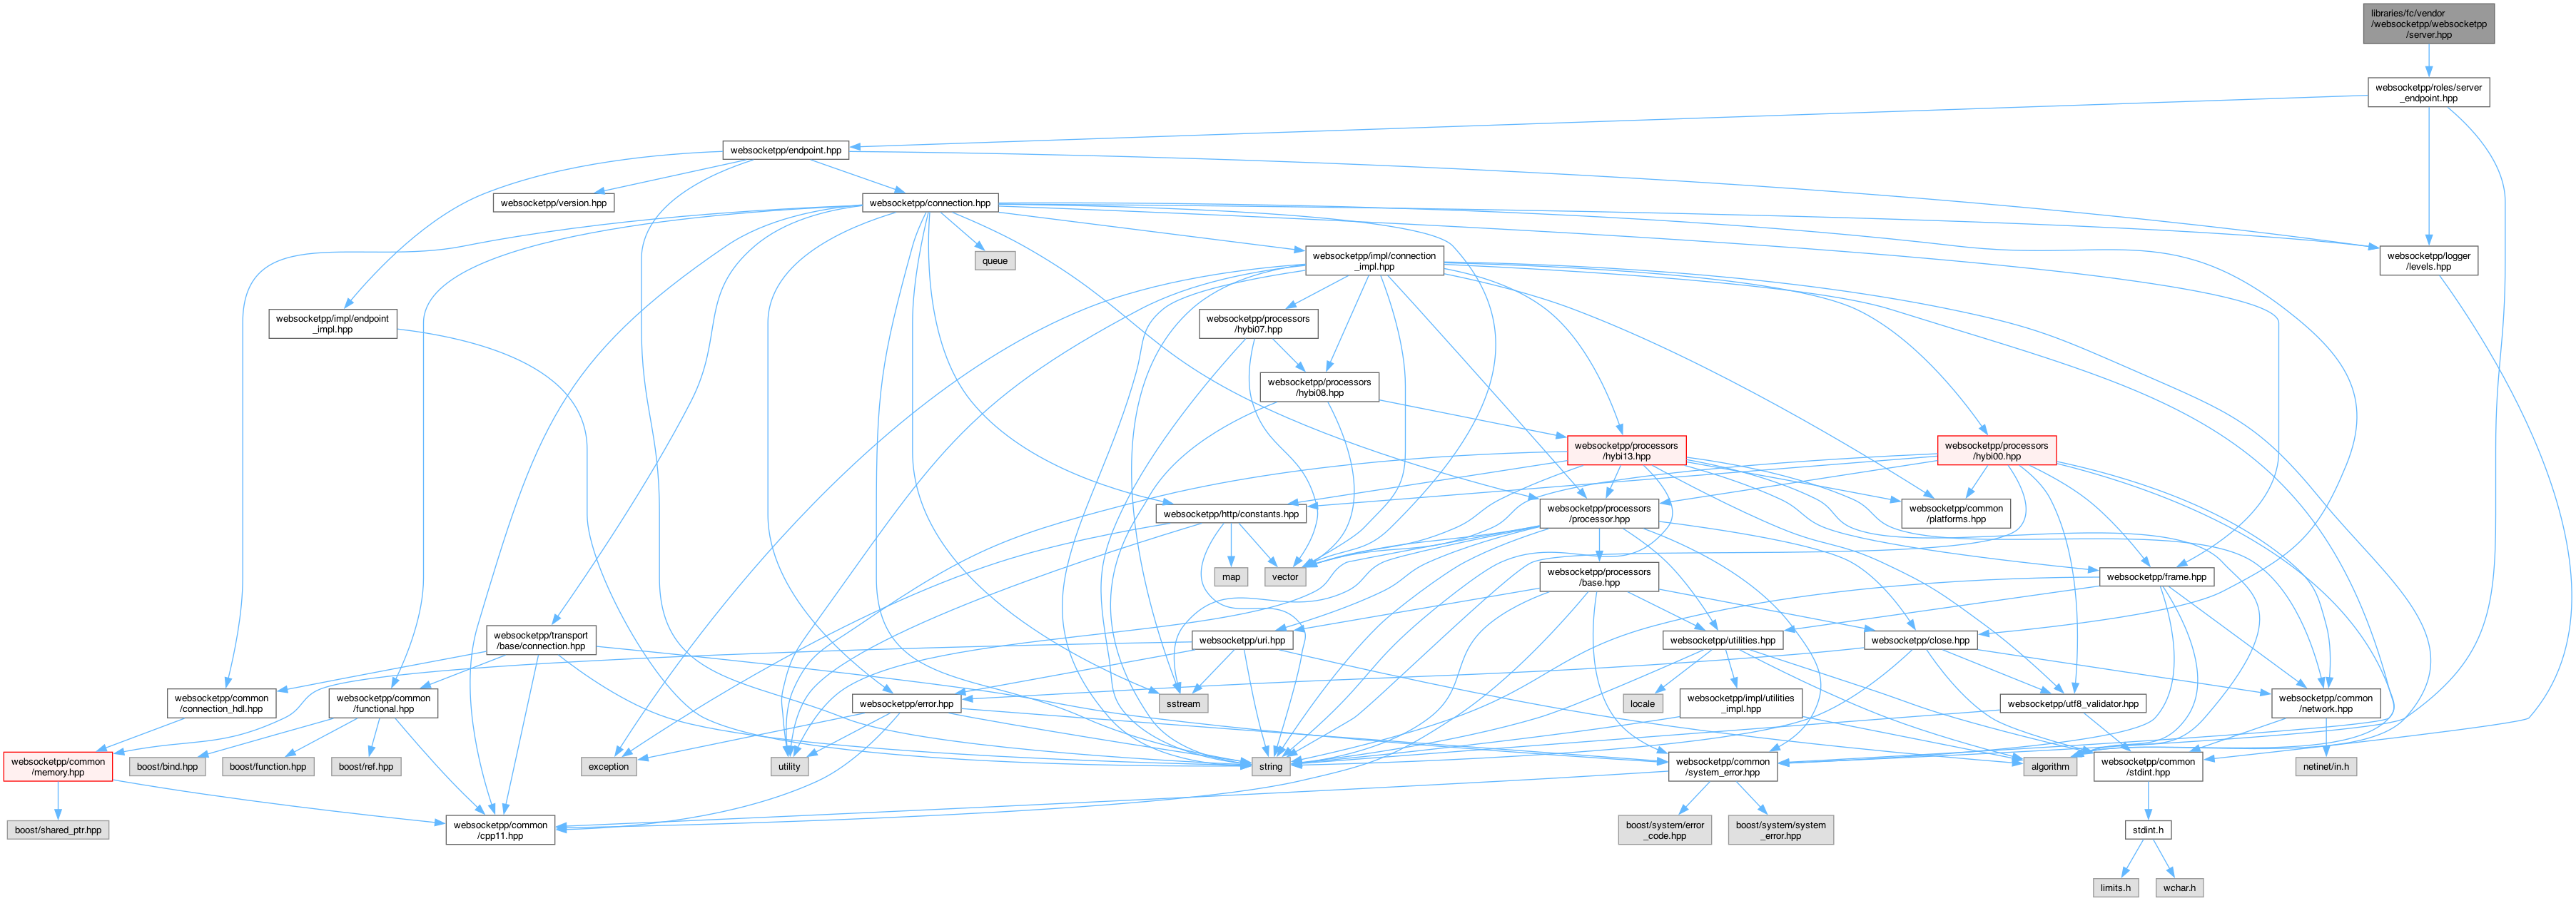 libraries/fc/vendor
/websocketpp/websocketpp
/server.hpp
websocketpp/roles/server
_endpoint.hpp
websocketpp/endpoint.hpp
websocketpp/version.hpp
websocketpp/connection.hpp
queue
websocketpp/impl/connection
_impl.hpp
websocketpp/logger
/levels.hpp
websocketpp/impl/endpoint
_impl.hpp
websocketpp/processors
/hybi07.hpp
websocketpp/processors
/hybi08.hpp
websocketpp/processors
/hybi13.hpp
websocketpp/processors
/hybi00.hpp
websocketpp/http/constants.hpp
websocketpp/processors
/processor.hpp
websocketpp/common
/platforms.hpp
map
vector
websocketpp/processors
/base.hpp
websocketpp/frame.hpp
websocketpp/transport
/base/connection.hpp
websocketpp/uri.hpp
websocketpp/utilities.hpp
websocketpp/close.hpp
websocketpp/common
/connection_hdl.hpp
websocketpp/common
/functional.hpp
websocketpp/error.hpp
sstream
locale
websocketpp/impl/utilities
_impl.hpp
websocketpp/utf8_validator.hpp
websocketpp/common
/network.hpp
websocketpp/common
/memory.hpp
boost/bind.hpp
boost/function.hpp
boost/ref.hpp
exception
utility
string
websocketpp/common
/system_error.hpp
algorithm
websocketpp/common
/stdint.hpp
netinet/in.h
boost/shared_ptr.hpp
websocketpp/common
/cpp11.hpp
boost/system/error
_code.hpp
boost/system/system
_error.hpp
stdint.h
limits.h
wchar.h